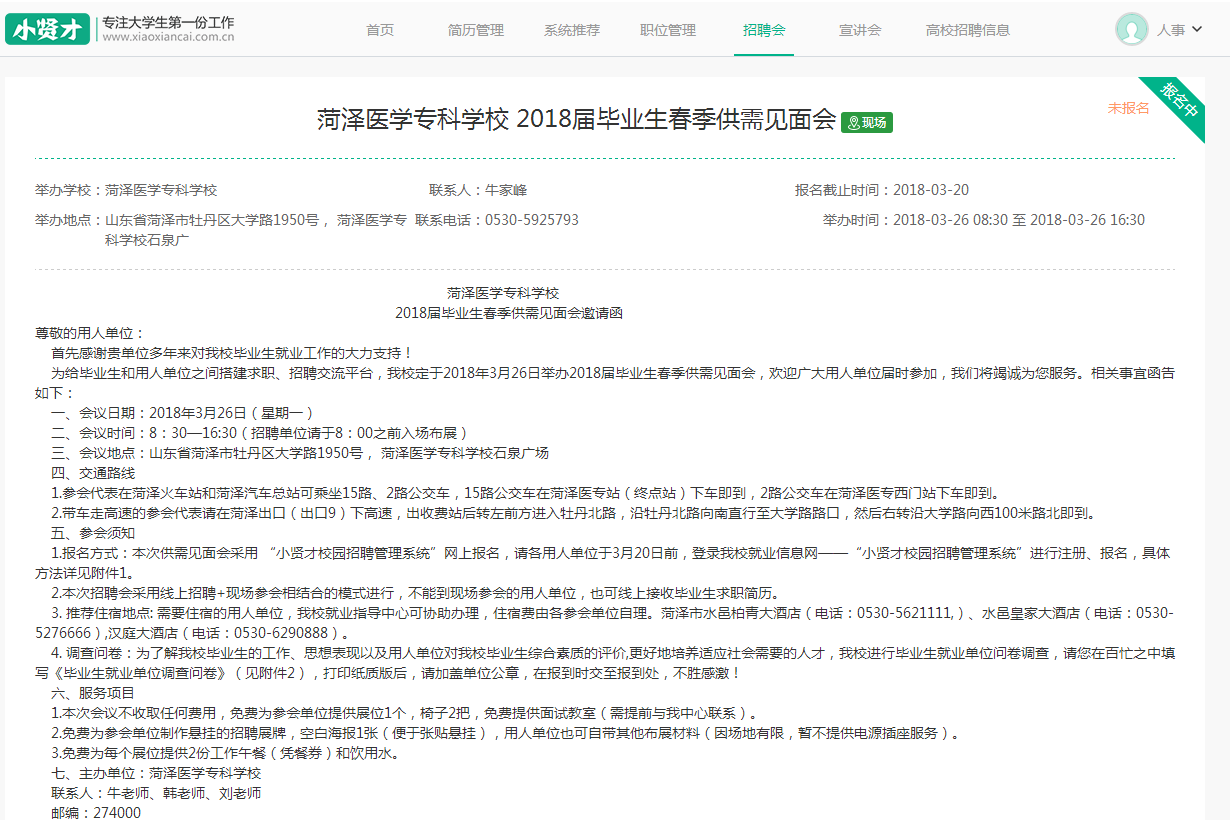 小贤才 专注大学生第一份工作
www.xiaoxiancai.com.cn
首页 简历管理 系统推荐 职位管理 招聘会 宣讲会 高校招聘信息 人事
报名中
菏泽医学专科学校 2018届毕业生春季供需见面会 现场
未报名
举办学校：菏泽医学专科学校 联系人：牛家峰 报名截止时间：2018-03-20
举办地点：山东省菏泽市牡丹区大学路1950号， 菏泽医学专 联系电话：0530-5925793 举办时间：2018-03-26 08:30 至 2018-03-26 16:30
科学校石泉广
菏泽医学专科学校
2018届毕业生春季供需见面会邀请函
尊敬的用人单位：
首先感谢贵单位多年来对我校毕业生就业工作的大力支持！
为给毕业生和用人单位之间搭建求职、招聘交流平台，我校定于2018年3月26日举办2018届毕业生春季供需见面会，欢迎广大用人单位届时参加，我们将竭诚为您服务。相关事宜函告
如下：
一、会议日期：2018年3月26日（星期一）
二、会议时间：8：30—16:30（招聘单位请于8：00之前入场布展）
三、会议地点：山东省菏泽市牡丹区大学路1950号， 菏泽医学专科学校石泉广场
四、交通路线
1.参会代表在菏泽火车站和菏泽汽车总站可乘坐15路、2路公交车，15路公交车在菏泽医专站（终点站）下车即到，2路公交车在菏泽医专西门站下车即到。
2.带车走高速的参会代表请在菏泽出口（出口9）下高速，出收费站后转左前方进入牡丹北路，沿牡丹北路向南直行至大学路路口，然后右转沿大学路向西100米路北即到。
五、参会须知
1.报名方式：本次供需见面会采用 “小贤才校园招聘管理系统”网上报名，请各用人单位于3月20日前，登录我校就业信息网——“小贤才校园招聘管理系统”进行注册、报名，具体
方法详见附件1。
2.本次招聘会采用线上招聘+现场参会相结合的模式进行，不能到现场参会的用人单位，也可线上接收毕业生求职简历。
3. 推荐住宿地点: 需要住宿的用人单位，我校就业指导中心可协助办理，住宿费由各参会单位自理。菏泽市水邑柏青大酒店（电话：0530-5621111,）、水邑皇家大酒店（电话：0530-
5276666）,汉庭大酒店（电话：0530-6290888）。
4. 调查问卷：为了解我校毕业生的工作、思想表现以及用人单位对我校毕业生综合素质的评价,更好地培养适应社会需要的人才，我校进行毕业生就业单位问卷调查，请您在百忙之中填
写《毕业生就业单位调查问卷》（见附件2），打印纸质版后，请加盖单位公章，在报到时交至报到处，不胜感激！
六、服务项目
1.本次会议不收取任何费用，免费为参会单位提供展位1个，椅子2把，免费提供面试教室（需提前与我中心联系）。
2.免费为参会单位制作悬挂的招聘展牌，空白海报1张（便于张贴悬挂），用人单位也可自带其他布展材料（因场地有限，暂不提供电源插座服务）。
3.免费为每个展位提供2份工作午餐（凭餐券）和饮用水。
七、主办单位：菏泽医学专科学校
联系人：牛老师、韩老师、刘老师
邮编：274000